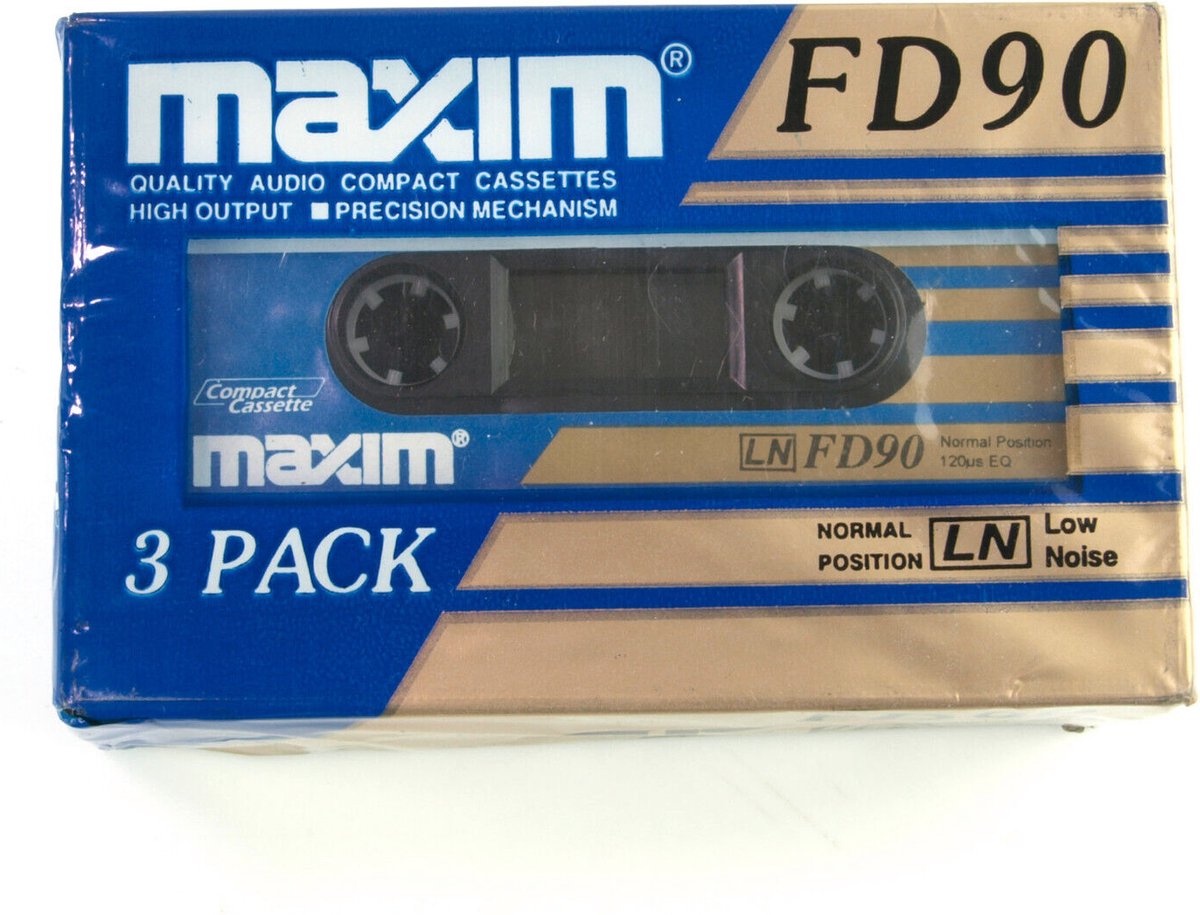 maxim®
FD90
QUALITY AUDIO COMPACT CASSETTES
HIGH OUTPUT ■ PRECISION MECHANISM
Compact
Cassette
maxim®
LN FD90
Normal Position
120µs EQ
3 PACK
NORMAL
POSITION
LN
Low
Noise